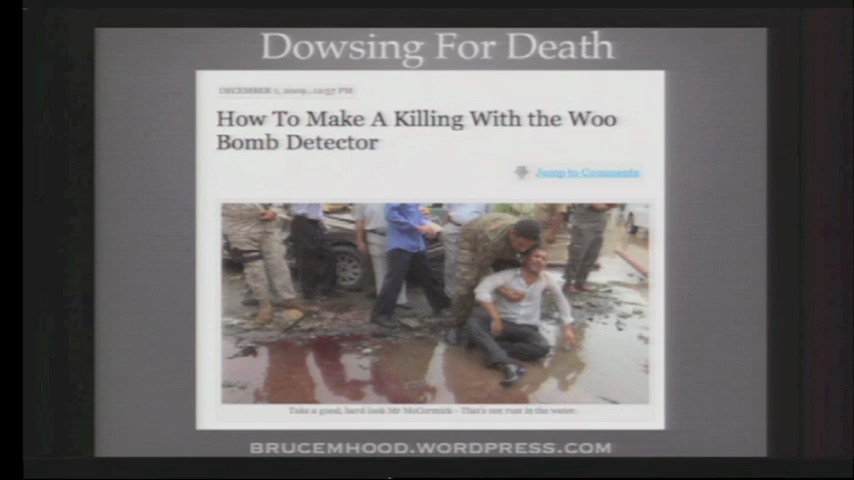 Dowsing For Death
DECEMBER 1, 2009...12:57 PM
How To Make A Killing With the Woo
Bomb Detector
Jump to Comments
Take a good, hard look Mr McCormick - That's not rust in the water.
BRUCEMHOOD.WORDPRESS.COM